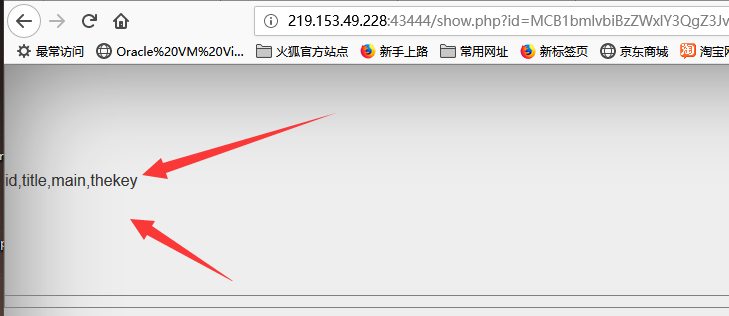 219.153.49.228:43444/show.php?id=MCB1bmlvbiBzZWxlY3QgZ3Jv
最常访问 Oracle%20VM%20Vi... 火狐官方站点 新手上路 常用网址 新标签页 京东商城 淘宝网
id,title,main,thekey